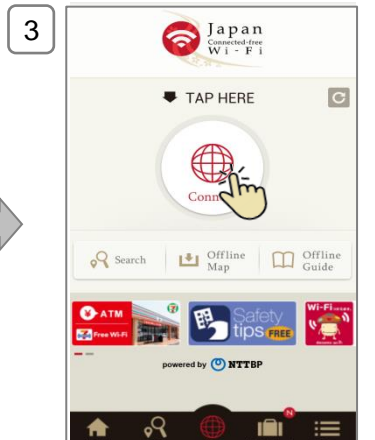 3
Japan
Connected-free
Wi-Fi
TAP HERE
Search
Offline
Map
Offline
Guide
¥ ATM
Free Wi-Fi
Safety
tips FREE
Wi-Fi
powered by NTTBP
N